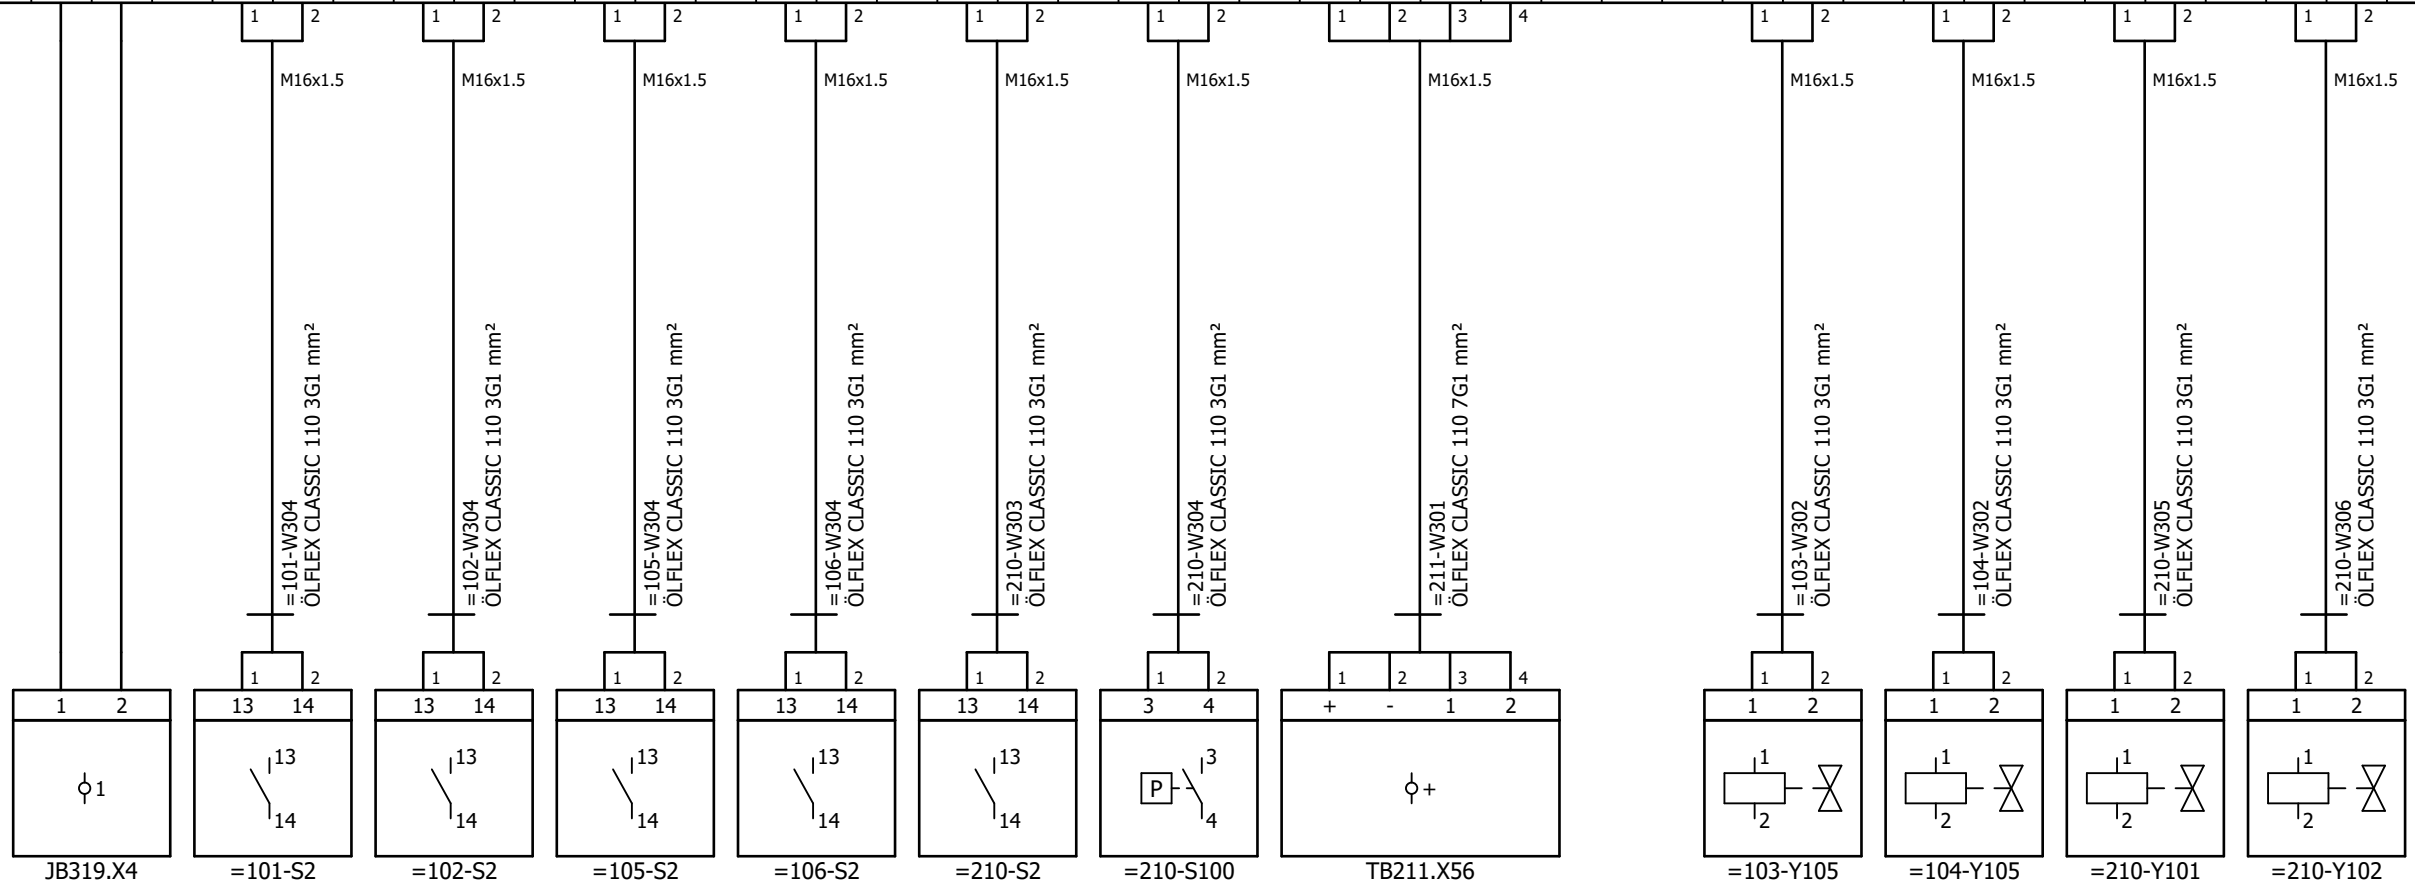 1 2 1 2 1 2 1 2 1 2 1 2 1 2 3 4 1 2 1 2 1 2 1 2
M16x1.5 M16x1.5 M16x1.5 M16x1.5 M16x1.5 M16x1.5 M16x1.5 M16x1.5 M16x1.5 M16x1.5 M16x1.5
=101-W304
ÖLFLEX CLASSIC 110 3G1 mm²
=102-W304
ÖLFLEX CLASSIC 110 3G1 mm²
=105-W304
ÖLFLEX CLASSIC 110 3G1 mm²
=106-W304
ÖLFLEX CLASSIC 110 3G1 mm²
=210-W303
ÖLFLEX CLASSIC 110 3G1 mm²
=210-W304
ÖLFLEX CLASSIC 110 3G1 mm²
=211-W301
ÖLFLEX CLASSIC 110 7G1 mm²
=103-W302
ÖLFLEX CLASSIC 110 3G1 mm²
=104-W302
ÖLFLEX CLASSIC 110 3G1 mm²
=210-W305
ÖLFLEX CLASSIC 110 3G1 mm²
=210-W306
ÖLFLEX CLASSIC 110 3G1 mm²
1 2 1 2 1 2 1 2 1 2 1 2 1 2 3 4 1 2 1 2 1 2 1 2
1 2 13 14 13 14 13 14 13 14 13 14 3 4 + - 1 2 1 2 1 2 1 2 1 2
13 13 13 13 13 3 1 1 1 1
1 P +
14 14 14 14 14 4 2 2 2 2
JB319.X4 =101-S2 =102-S2 =105-S2 =106-S2 =210-S2 =210-S100 TB211.X56 =103-Y105 =104-Y105 =210-Y101 =210-Y102